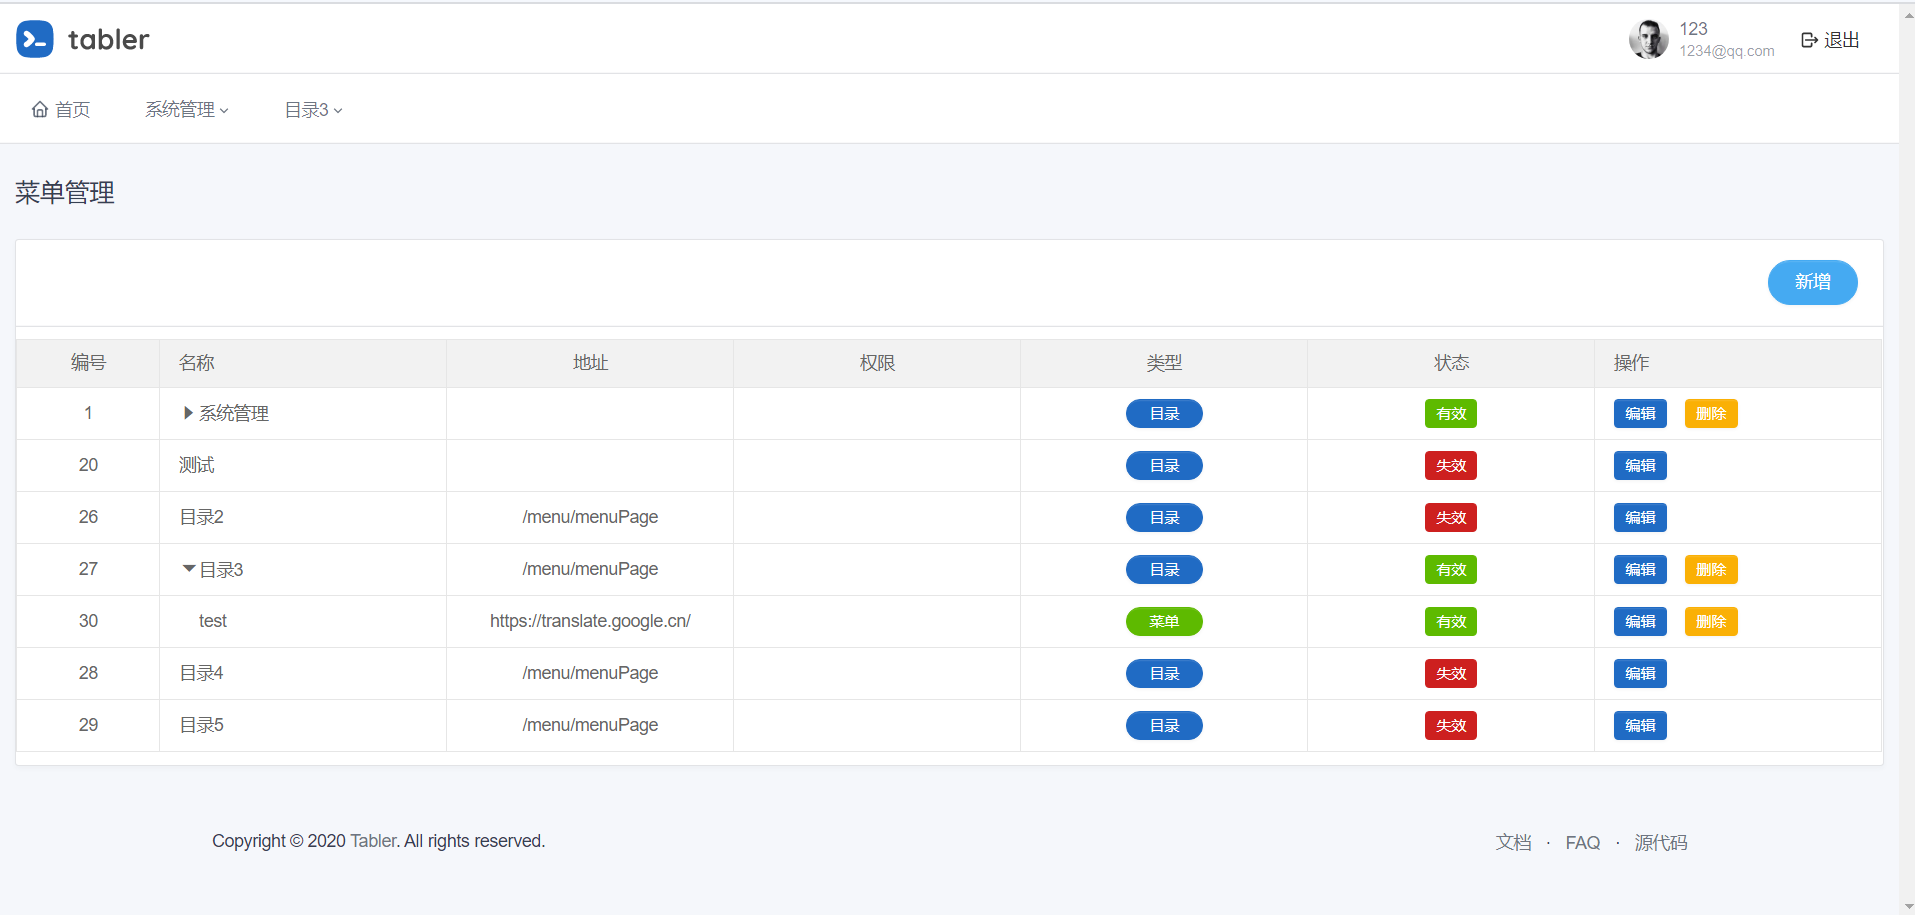 tabler
123
1234@qq.com
退出
首页 系统管理 目录3
菜单管理
新增
编号 名称 地址 权限 类型 状态 操作
1 系统管理 目录 有效 编辑 删除
20 测试 目录 失效 编辑
26 目录2 /menu/menuPage 目录 失效 编辑
27 目录3 /menu/menuPage 目录 有效 编辑 删除
30 test https://translate.google.cn/ 菜单 有效 编辑 删除
28 目录4 /menu/menuPage 目录 失效 编辑
29 目录5 /menu/menuPage 目录 失效 编辑
Copyright © 2020 Tabler. All rights reserved.
文档 · FAQ · 源代码